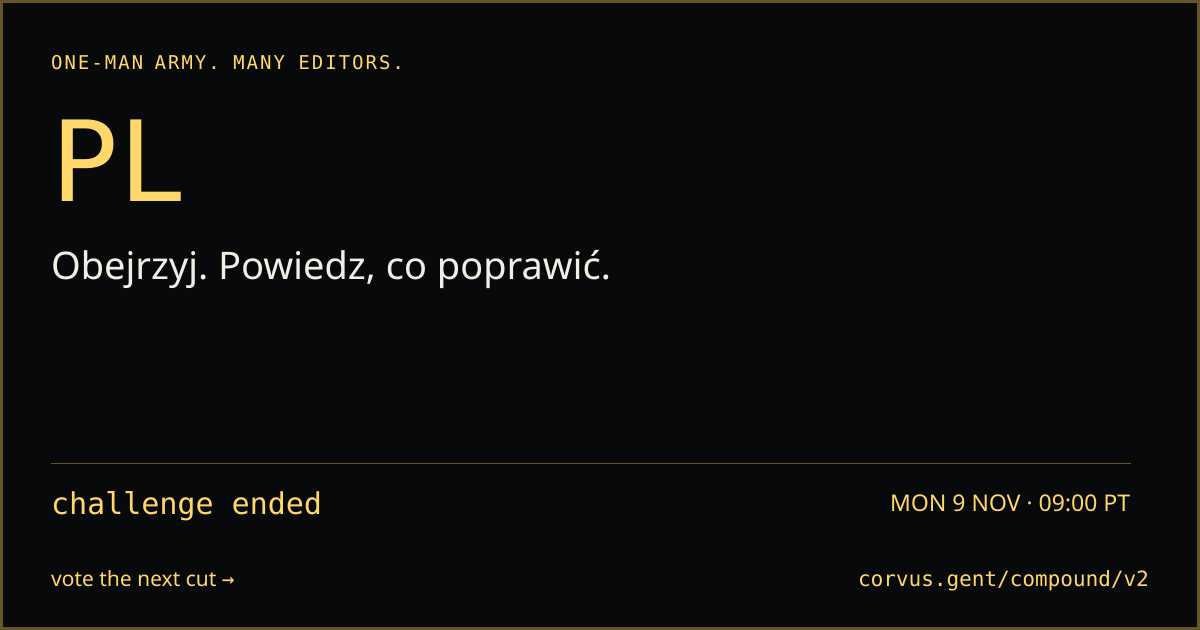 ONE-MAN ARMY. MANY EDITORS.
PL
Obejrzyj. Powiedz, co poprawić.
challenge ended
MON 9 NOV · 09:00 PT
vote the next cut →
corvus.gent/compound/v2